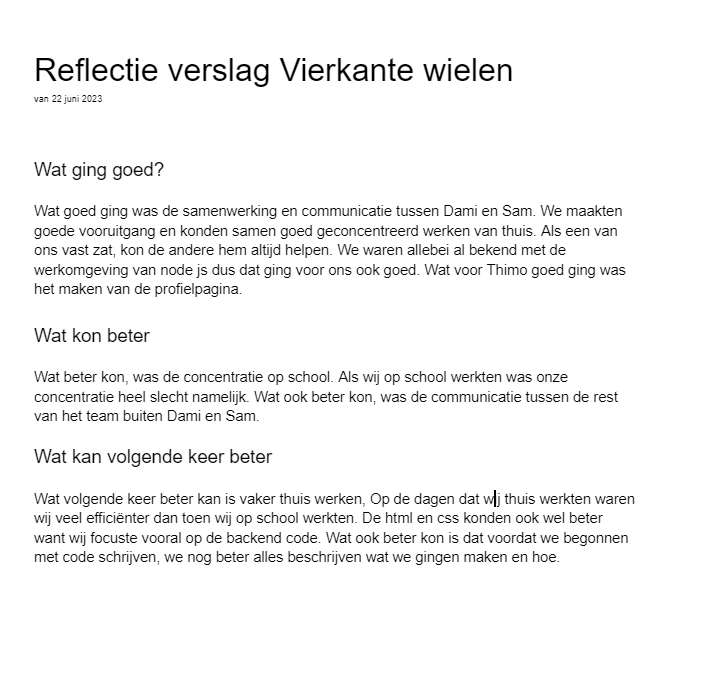 Reflectie verslag Vierkante wielen
van 22 juni 2023
Wat ging goed?
Wat goed ging was de samenwerking en communicatie tussen Dami en Sam. We maakten
goede vooruitgang en konden samen goed geconcentreerd werken van thuis. Als een van
ons vast zat, kon de andere hem altijd helpen. We waren allebei al bekend met de
werkomgeving van node js dus dat ging voor ons ook goed. Wat voor Thimo goed ging was
het maken van de profielpagina.
Wat kon beter
Wat beter kon, was de concentratie op school. Als wij op school werkten was onze
concentratie heel slecht namelijk. Wat ook beter kon, was de communicatie tussen de rest
van het team buiten Dami en Sam.
Wat kan volgende keer beter
Wat volgende keer beter kan is vaker thuis werken, Op de dagen dat wij thuis werkten waren
wij veel efficiënter dan toen wij op school werkten. De html en css konden ook wel beter
want wij focuste vooral op de backend code. Wat ook beter kon is dat voordat we begonnen
met code schrijven, we nog beter alles beschrijven wat we gingen maken en hoe.